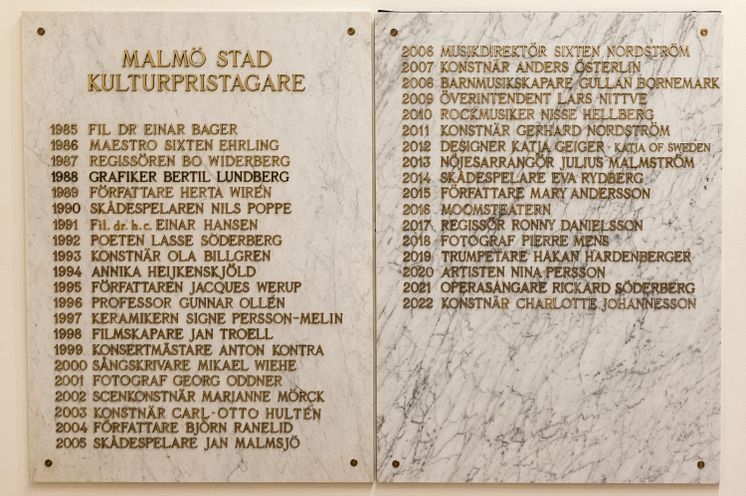 MALMÖ STAD
KULTURPRISTAGARE
1985 FIL DR EINAR BAGER
1986 MAESTRO SIXTEN EHRLING
1987 REGISSÖREN BO WIDERBERG
1988 GRAFIKER BERTIL LUNDBERG
1989 FÖRFATTARE HERTA WIRÉN
1990 SKÅDESPELAREN NILS POPPE
1991 Fil. dr. h.c. EINAR HANSEN
1992 POETEN LASSE SÖDERBERG
1993 KONSTNÄR OLA BILLGREN
1994 ANNIKA HEIJKENSKJÖLD
1995 FÖRFATTAREN JACQUES WERUP
1996 PROFESSOR GUNNAR OLLÉN
1997 KERAMIKERN SIGNE PERSSON-MELIN
1998 FILMSKAPARE JAN TROELL
1999 KONSERTMÄSTARE ANTON KONTRA
2000 SÅNGSKRIVARE MIKAEL WIEHE
2001 FOTOGRAF GEORG ODDNER
2002 SCENKONSTNÄR MARIANNE MÖRCK
2003 KONSTNÄR CARL-OTTO HULTÉN
2004 FÖRFATTARE BJÖRN RANELID
2005 SKÅDESPELARE JAN MALMSJÖ
2006 MUSIKDIREKTÖR SIXTEN NORDSTRÖM
2007 KONSTNÄR ANDERS ÖSTERLIN
2008 BARNMUSIKSKAPARE GULLAN BORNEMARK
2009 ÖVERINTENDENT LARS NITTVE
2010 ROCKMUSIKER NISSE HELLBERG
2011 KONSTNÄR GERHARD NORDSTRÖM
2012 DESIGNER KATJA GEIGER - KATJA OF SWEDEN
2013 NÖJESARRANGÖR JULIUS MALMSTRÖM
2014 SKÅDESPELARE EVA RYDBERG
2015 FÖRFATTARE MARY ANDERSSON
2016 MOOMSTEATERN
2017 REGISSÖR RONNY DANIELSSON
2018 FOTOGRAF PIERRE MENS
2019 TRUMPETARE HÅKAN HARDENBERGER
2020 ARTISTEN NINA PERSSON
2021 OPERASÅNGARE RICKARD SÖDERBERG
2022 KONSTNÄR CHARLOTTE JOHANNESSON